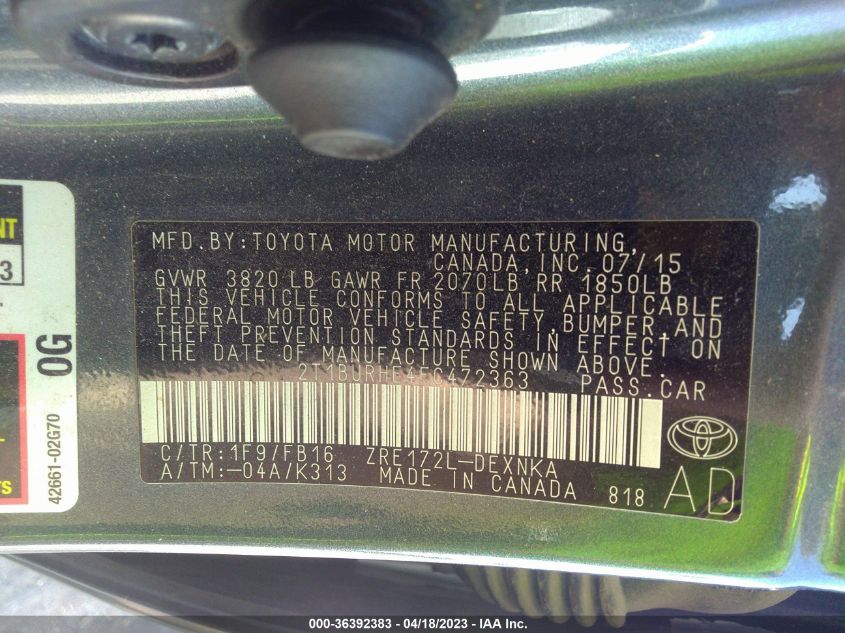 MFD.BY:TOYOTA MOTOR MANUFACTURING,
CANADA,INC. 07/15
GVWR 3820 LB GAWR FR 2070LB RR 1850LB
THIS VEHICLE CONFORMS TO ALL APPLICABLE
FEDERAL MOTOR VEHICLE SAFETY,BUMPER,AND
THEFT PREVENTION STANDARDS IN EFFECT ON
THE DATE OF MANUFACTURE SHOWN ABOVE.
2T1BURHE4FC472363 PASS.CAR
C/TR:1F9/FB16 ZRE172L-DEXNKA
A/TM:-04A/K313 MADE IN CANADA 818
AD
NT
3
TS
42661-02G70
0G
000-36392383 - 04/18/2023 - IAA Inc.